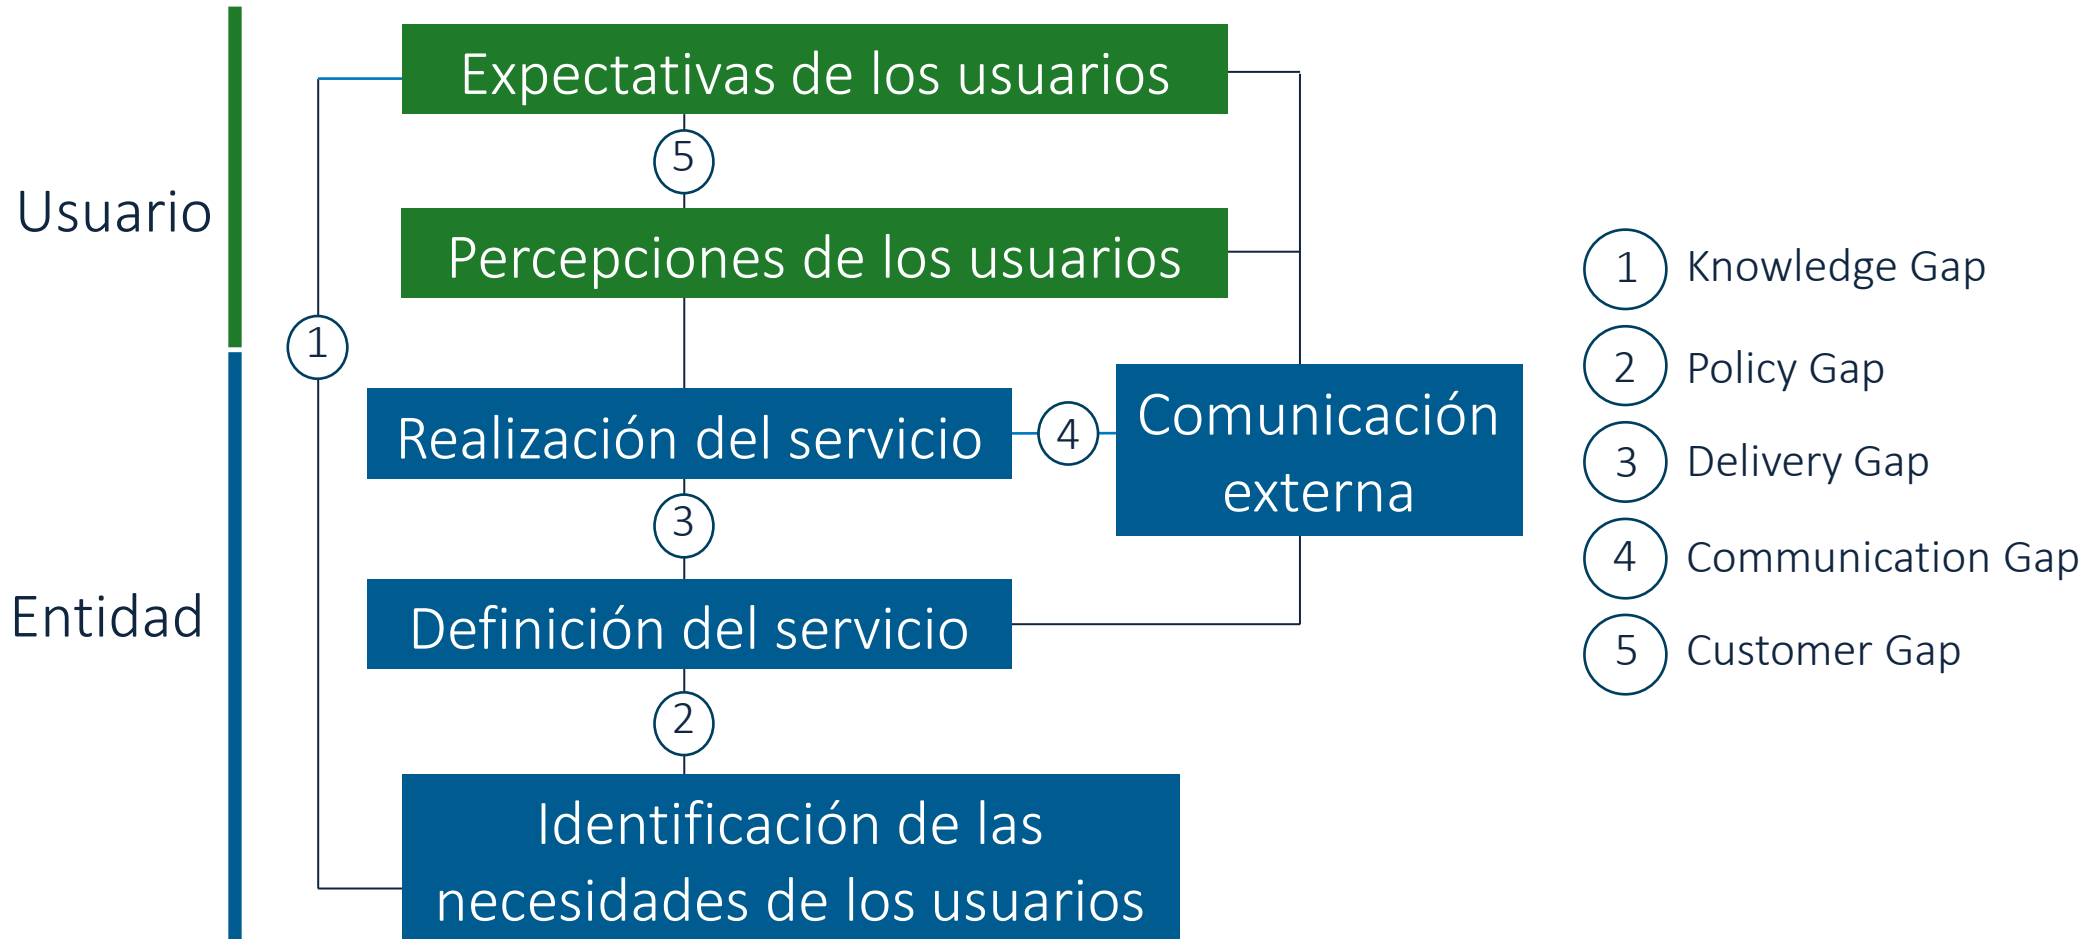 Usuario
Entidad
Expectativas de los usuarios
5
Percepciones de los usuarios
1
Realización del servicio
4
Comunicación
externa
3
Definición del servicio
2
Identificación de las
necesidades de los usuarios
1 Knowledge Gap
2 Policy Gap
3 Delivery Gap
4 Communication Gap
5 Customer Gap